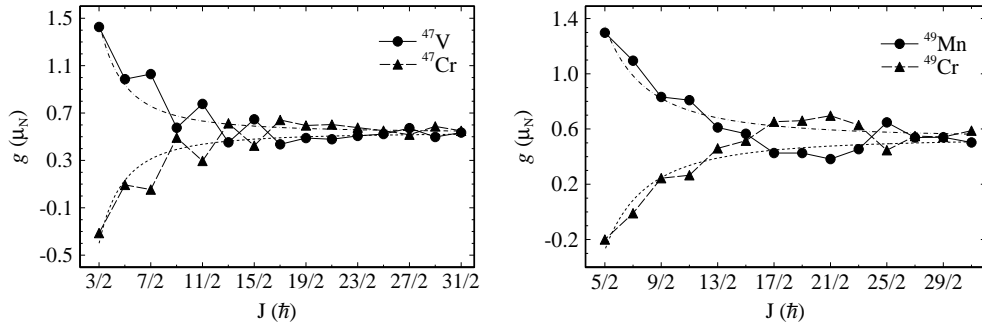 1.5
1.1
0.7
0.3
-0.1
-0.5
g (μN)
47V
47Cr
3/2 7/2 11/2 15/2 19/2 23/2 27/2 31/2
J (ħ)
1.4
1.0
0.6
0.2
-0.2
g (μN)
49Mn
49Cr
5/2 9/2 13/2 17/2 21/2 25/2 29/2
J (ħ)